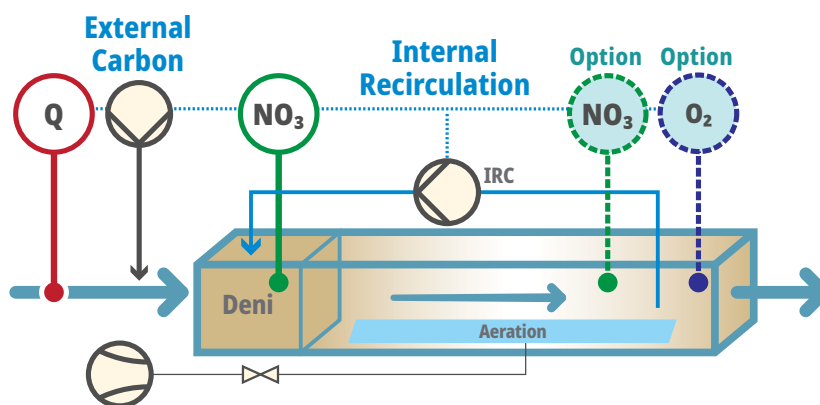 External
Carbon
Internal
Recirculation
Option
Option
Q
NO₃
NO₃
O₂
IRC
Deni
Aeration